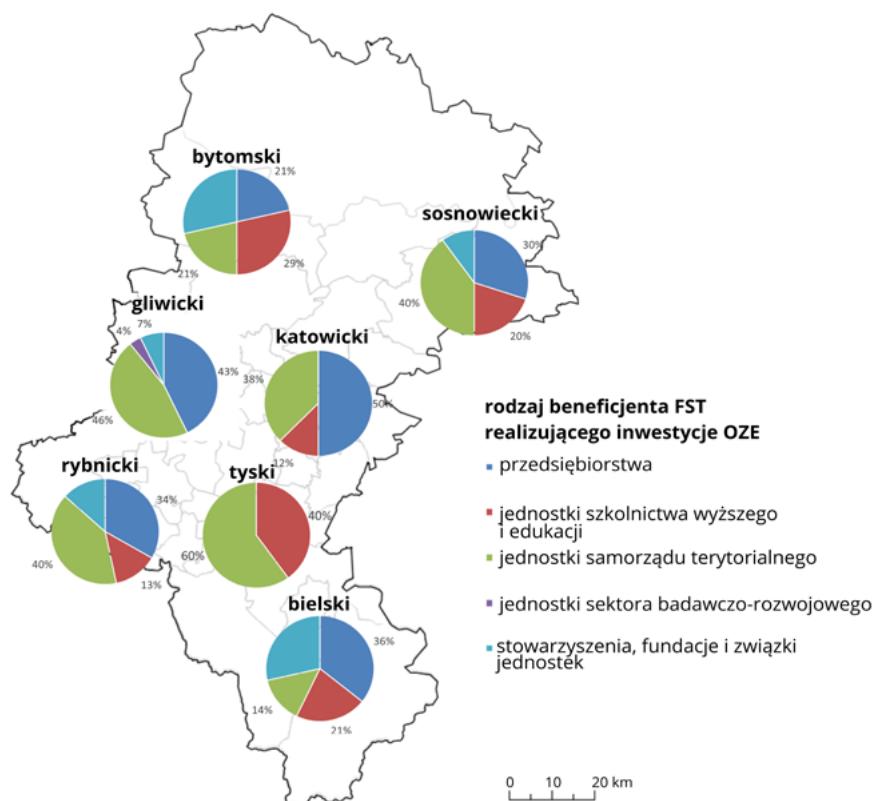 bytomski
21%
29%
21%
sosnowiecki
30%
20%
40%
gliwicki
4%
7%
43%
46%
katowicki
38%
50%
12%
rybnicki
34%
13%
40%
tyski
40%
60%
bielski
36%
21%
14%
rodzaj beneficjenta FST
realizującego inwestycje OZE
przedsiębiorstwa
jednostki szkolnictwa wyższego
i edukacji
jednostki samorządu terytorialnego
jednostki sektora badawczo-rozwojowego
stowarzyszenia, fundacje i związki
jednostek
0 10 20 km